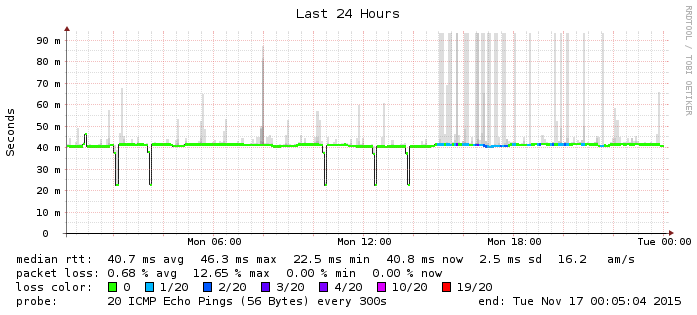 Last 24 Hours
RRDTOOL / TOBI OETIKER
Seconds
90 m
80 m
70 m
60 m
50 m
40 m
30 m
20 m
10 m
0
Mon 06:00 Mon 12:00 Mon 18:00 Tue 00:00
median rtt: 40.7 ms avg 46.3 ms max 22.5 ms min 40.8 ms now 2.5 ms sd 16.2 am/s
packet loss: 0.68 % avg 12.65 % max 0.00 % min 0.00 % now
loss color: 0 1/20 2/20 3/20 4/20 10/20 19/20
probe: 20 ICMP Echo Pings (56 Bytes) every 300s end: Tue Nov 17 00:05:04 2015